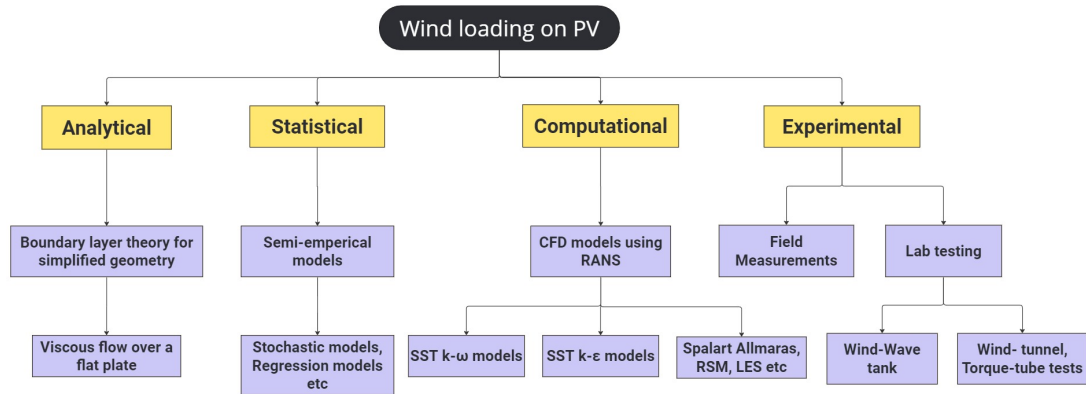 Wind loading on PV
Analytical
Statistical
Computational
Experimental
Boundary layer theory for
simplified geometry
Semi-emperical
models
CFD models using
RANS
Field
Measurements
Lab testing
Viscous flow over a
flat plate
Stochastic models,
Regression models
etc
SST k-ω models
SST k-ε models
Spalart Allmaras,
RSM, LES etc
Wind-Wave
tank
Wind- tunnel,
Torque-tube tests